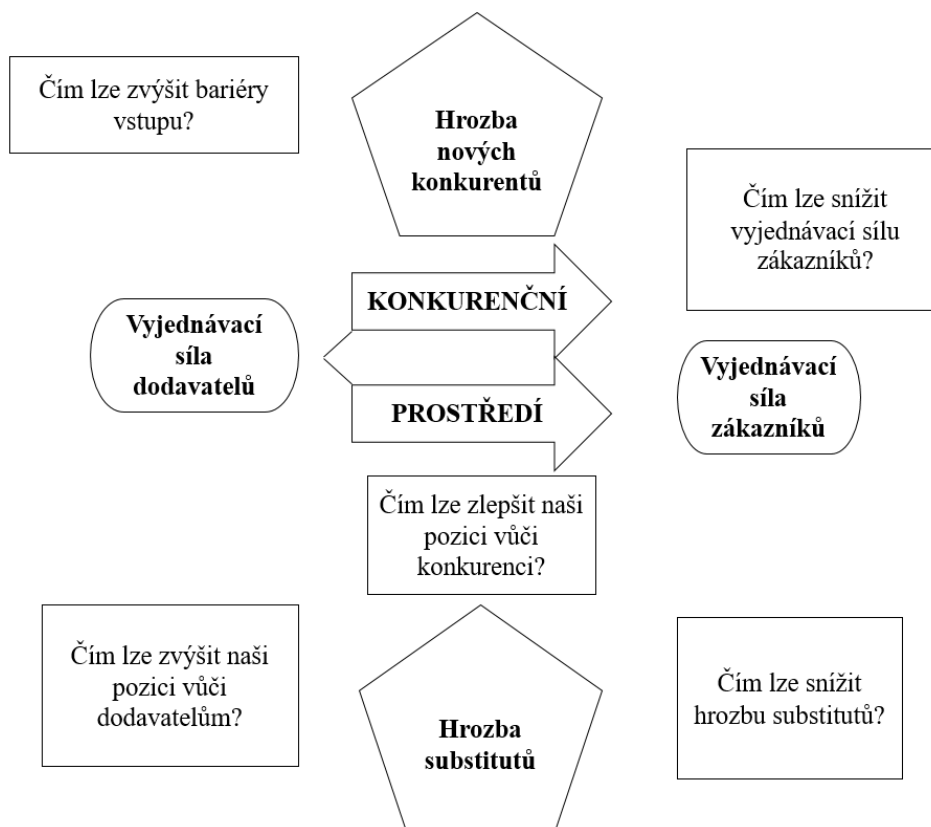 Čím lze zvýšit bariéry
vstupu?
Hrozba
nových
konkurentů
Čím lze snížit
vyjednávací sílu
zákazníků?
KONKURENČNÍ
Vyjednávací
síla
dodavatelů
Vyjednávací
síla
zákazníků
PROSTŘEDÍ
Čím lze zlepšit naši
pozici vůči
konkurenci?
Čím lze zvýšit naši
pozici vůči
dodavatelům?
Hrozba
substitutů
Čím lze snížit
hrozbu substitutů?